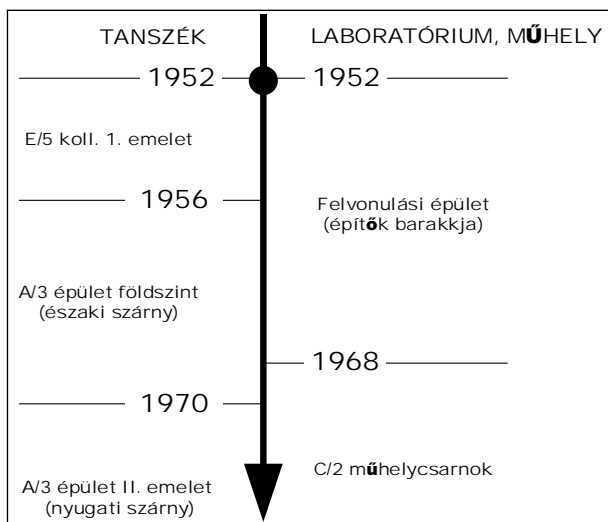 TANSZÉK
LABORATÓRIUM, MŰHELY
1952
1952
E/5 koll. 1. emelet
1956
Felvonulási épület
(építők barakkja)
A/3 épület földszint
(északi szárny)
1968
1970
C/2 műhelycsarnok
A/3 épület II. emelet
(nyugati szárny)